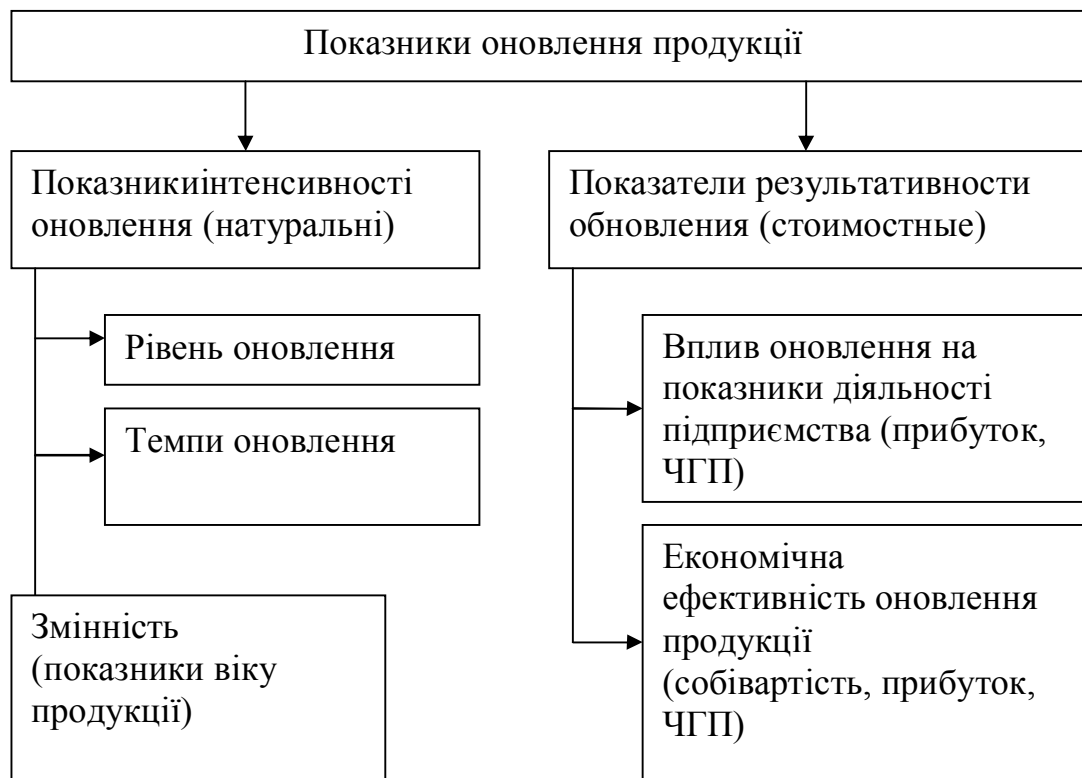 Показники оновлення продукції
Показникиінтенсивності
оновлення (натуральні)
Рівень оновлення
Темпи оновлення
Змінність
(показники віку
продукції)
Показатели результативности
обновления (стоимостные)
Вплив оновлення на
показники діяльності
підприємства (прибуток,
ЧГП)
Економічна
ефективність оновлення
продукції
(собівартість, прибуток,
ЧГП)